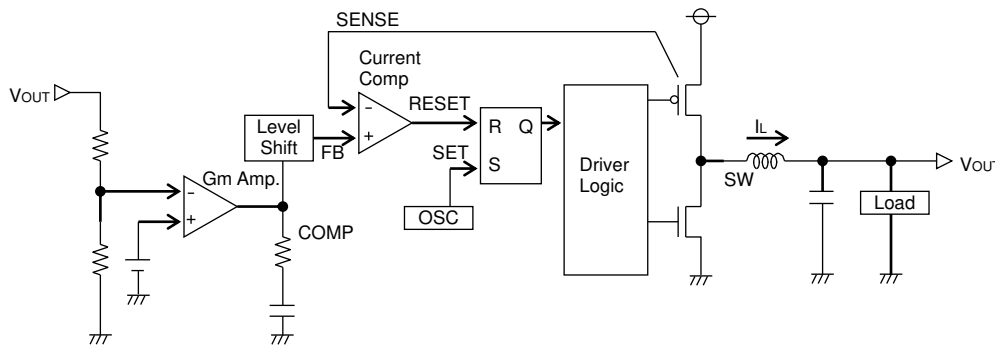 SENSE
Current
Comp
VOUT
RESET
Level
Shift
FB
R Q
SET
S
IL
Driver
Logic
SW
VOUT
Gm Amp.
-
+
-
+
OSC
Load
COMP